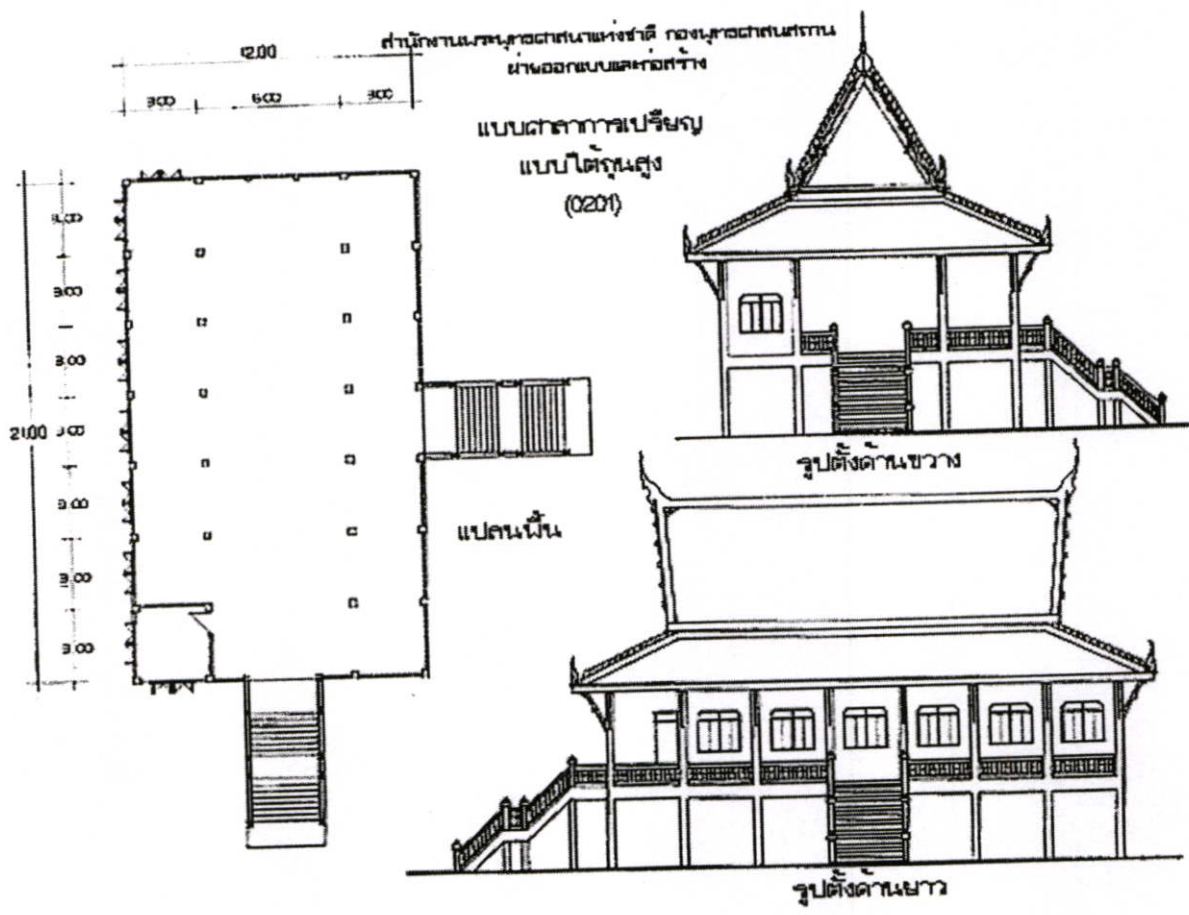 สำนักงานพระพุทธศาสนาแห่งชาติ กองพุทธศาสนสถาน
ฝ่ายออกแบบและก่อสร้าง
แบบศาลาการเปรียญ
แบบใต้ถุนสูง
(0201)
12.00
3.00 6.00 3.00
3.00
3.00
3.00
21.00 3.00
3.00
3.00
3.00
แปลนพื้น
รูปตั้งด้านขวาง
รูปตั้งด้านยาว